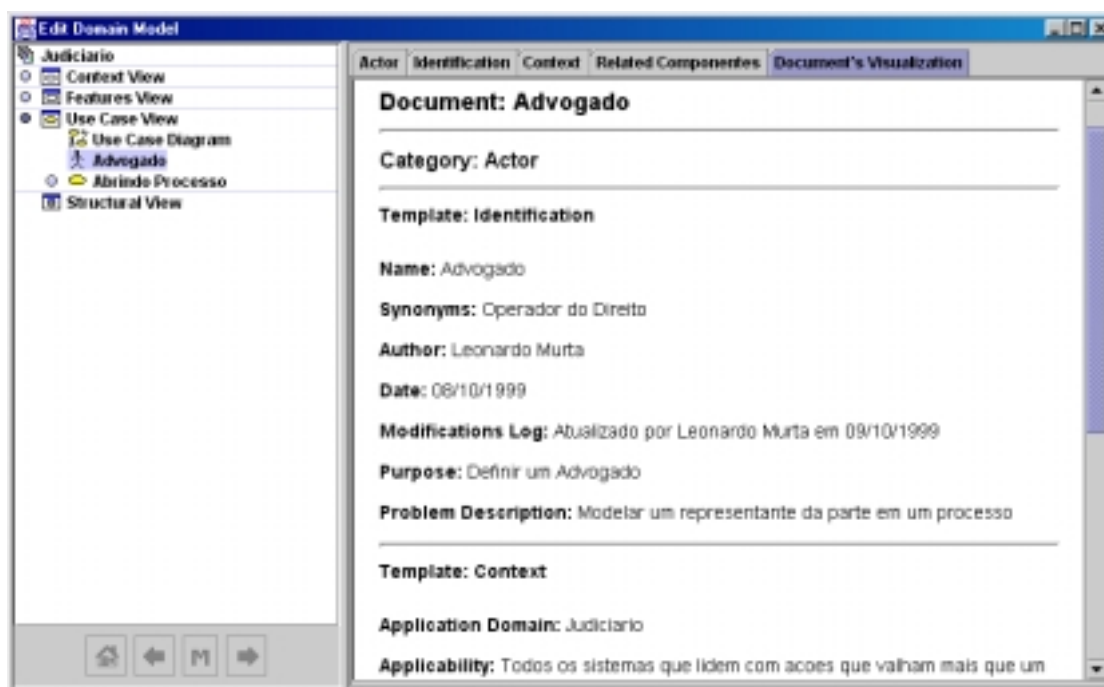 Edit Domain Model
Judiciario
Context View
Features View
Use Case View
Use Case Diagram
Advogado
Abrindo Processo
Structural View
M
Actor Identification Context Related Componentes Document's Visualization
Document: Advogado
Category: Actor
Template: Identification
Name: Advogado
Synonyms: Operador do Direito
Author: Leonardo Murta
Date: 08/10/1999
Modifications Log: Atualizado por Leonardo Murta em 09/10/1999
Purpose: Definir um Advogado
Problem Description: Modelar um representante da parte em um processo
Template: Context
Application Domain: Judiciario
Applicability: Todos os sistemas que lidem com acoes que valham mais que um